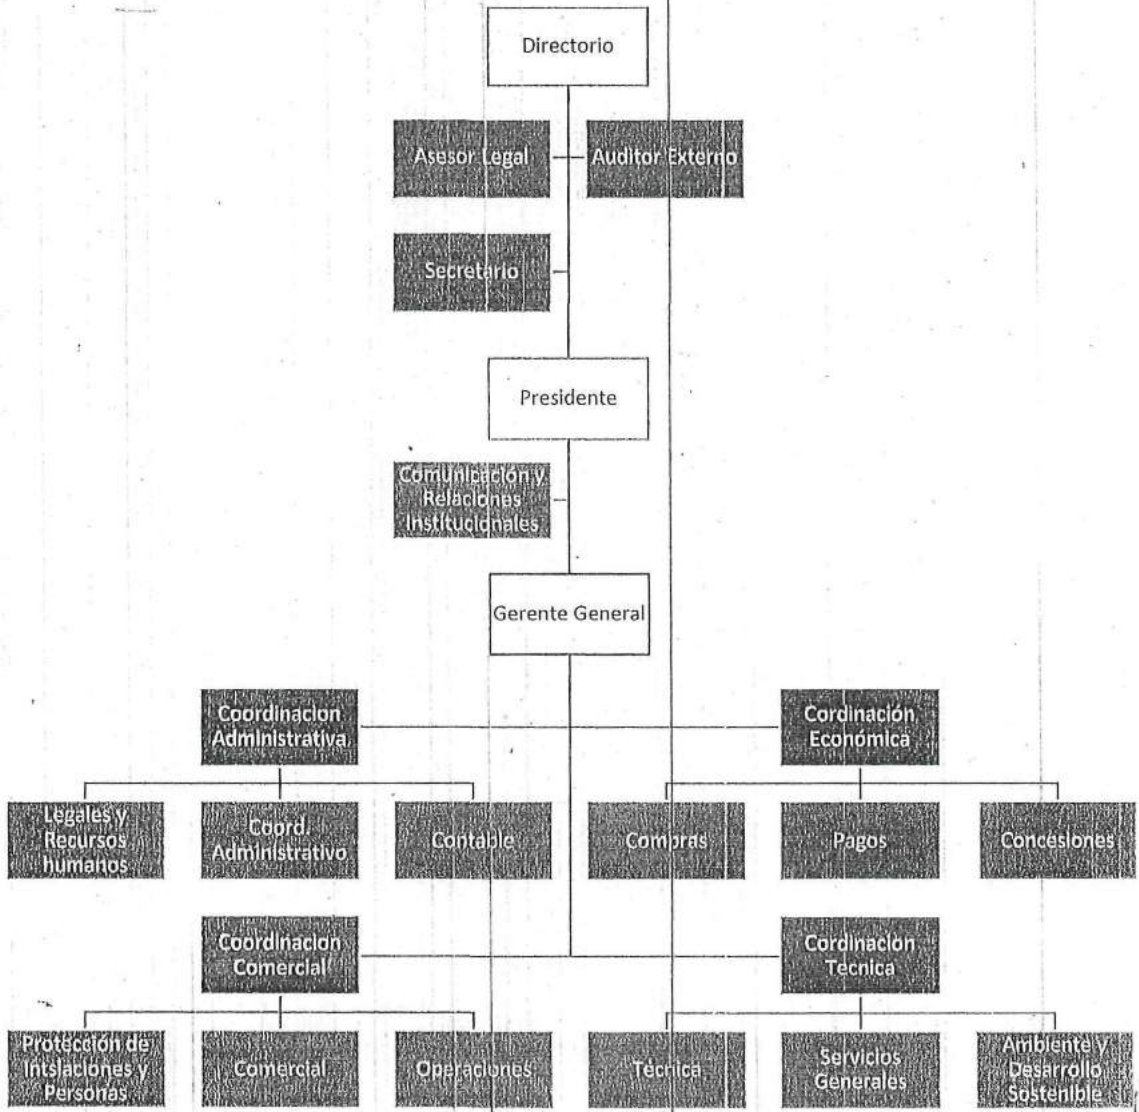 Directorio
Asesor Legal
Auditor Externo
Secretario
Presidente
Comunicación y
Relaciones
Institucionales
Gerente General
Coordinacion
Administrativa
Cordinación
Económica
Legales y
Recursos
humanos
Coord.
Administrativo
Contable
Compras
Pagos
Concesiones
Coordinacion
Comercial
Cordinacion
Tecnica
Protección de
Intslaciones y
Personas
Comercial
Operaciones
Técnica
Servicios
Generales
Ambiente y
Desarrollo
Sostenible